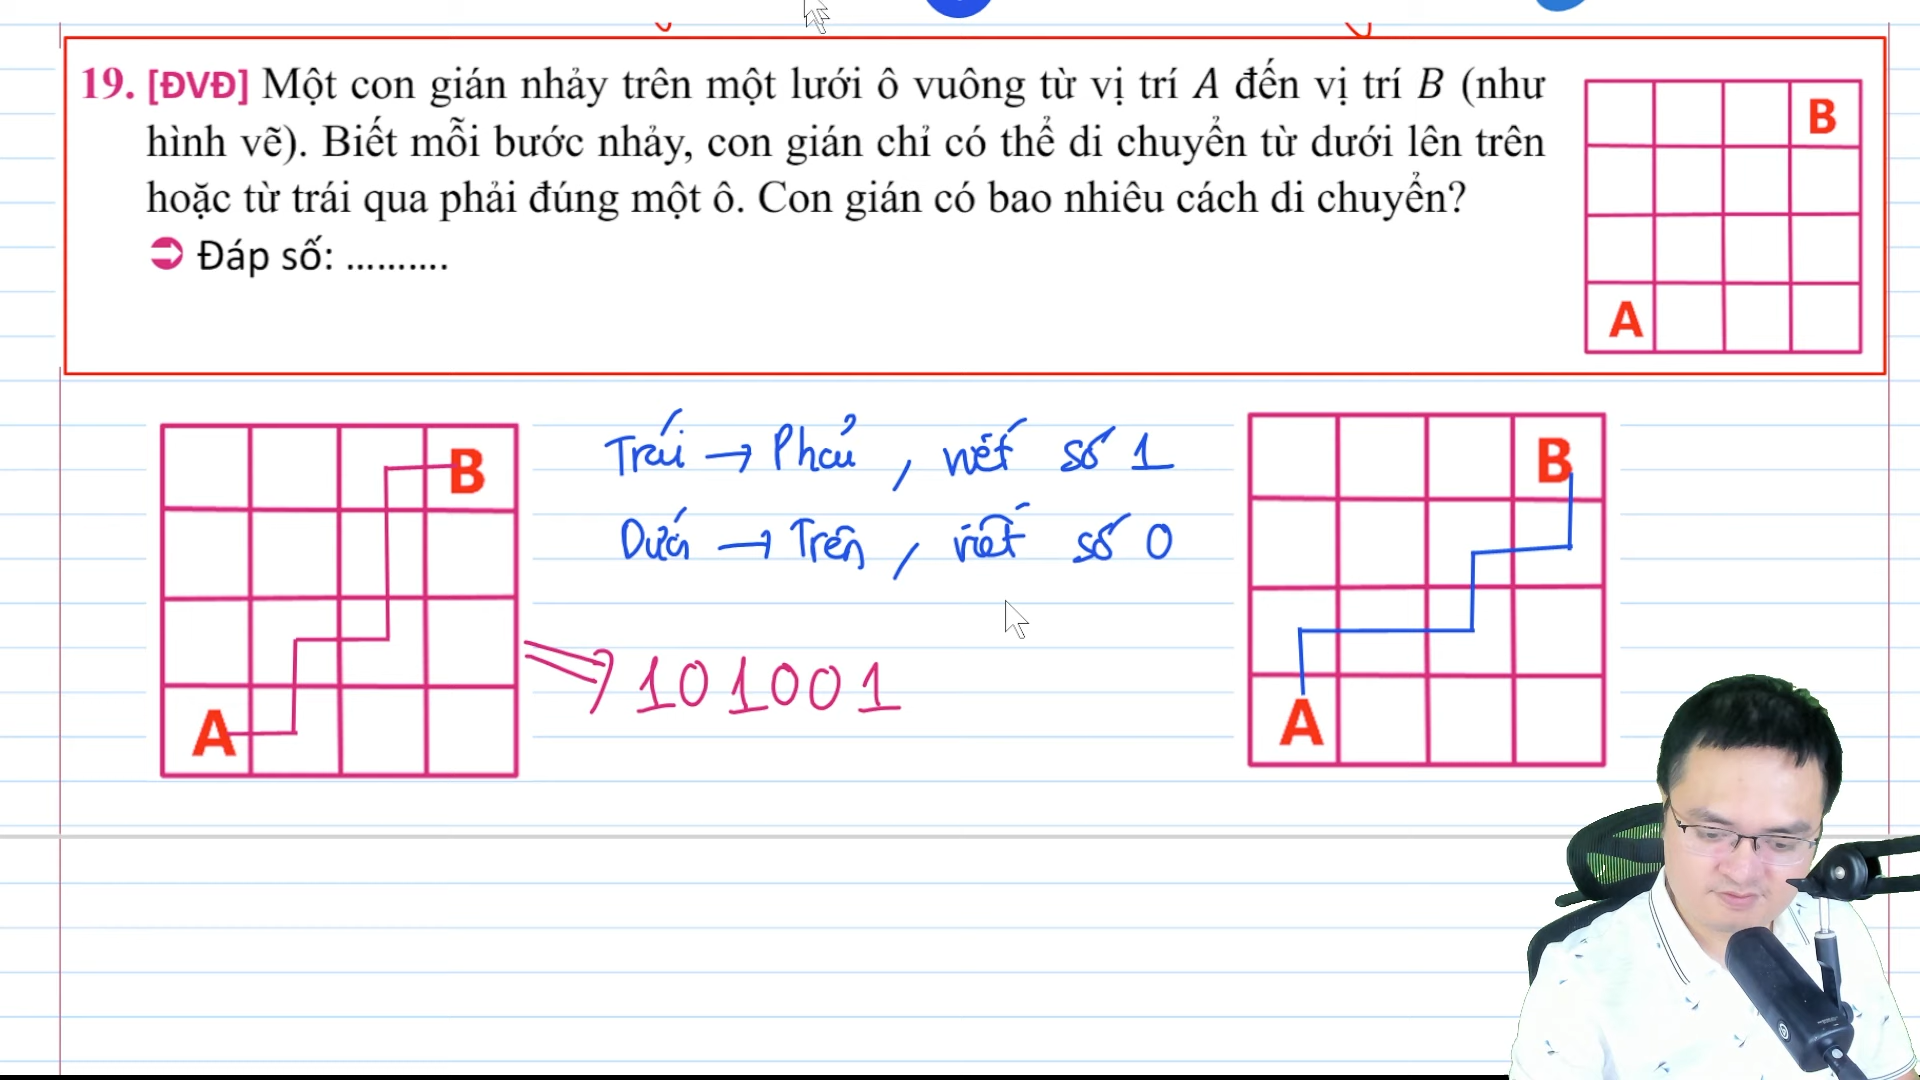 19. [ĐVĐ] Một con gián nhảy trên một lưới ô vuông từ vị trí A đến vị trí B (như
hình vẽ). Biết mỗi bước nhảy, con gián chỉ có thể di chuyển từ dưới lên trên
hoặc từ trái qua phải đúng một ô. Con gián có bao nhiêu cách di chuyển?
➲ Đáp số: ..........
B
A
B
A
Trái → Phải, viết số 1
Dưới → Trên, viết số 0
101001
B
A